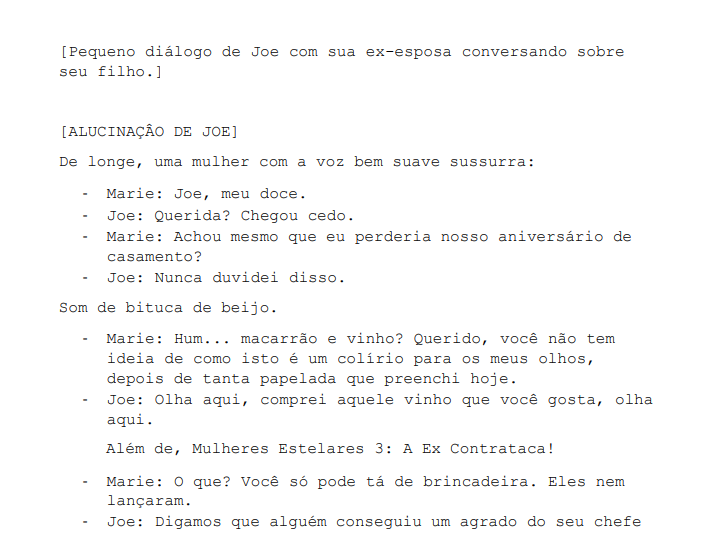 [Pequeno diálogo de Joe com sua ex-esposa conversando sobre
seu filho.]
[ALUCINAÇÂO DE JOE]
De longe, uma mulher com a voz bem suave sussurra:
- Marie: Joe, meu doce.
- Joe: Querida? Chegou cedo.
- Marie: Achou mesmo que eu perderia nosso aniversário de
casamento?
- Joe: Nunca duvidei disso.
Som de bituca de beijo.
- Marie: Hum... macarrão e vinho? Querido, você não tem
ideia de como isto é um colírio para os meus olhos,
depois de tanta papelada que preenchi hoje.
- Joe: Olha aqui, comprei aquele vinho que você gosta, olha
aqui.
Além de, Mulheres Estelares 3: A Ex Contrataca!
- Marie: O que? Você só pode tá de brincadeira. Eles nem
lançaram.
- Joe: Digamos que alguém conseguiu um agrado do seu chefe